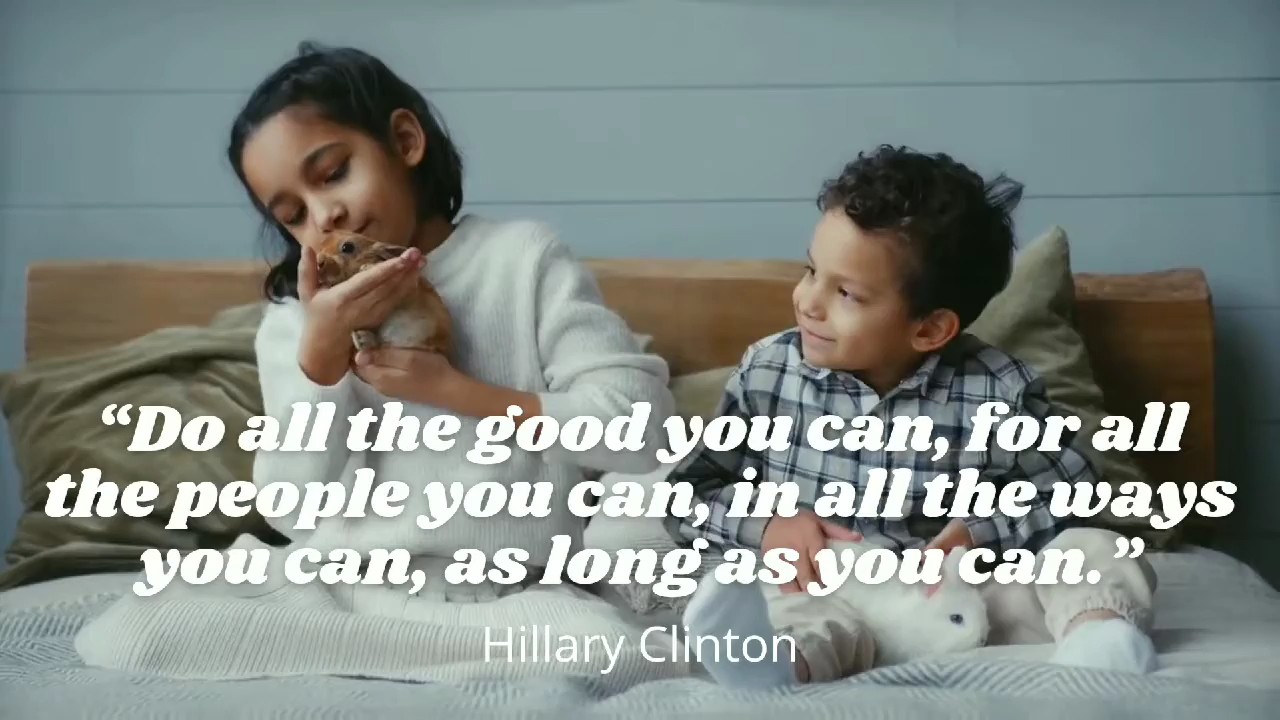 “Do all the good you can, for all
the people you can, in all the ways
you can, as long as you can.”
Hillary Clinton